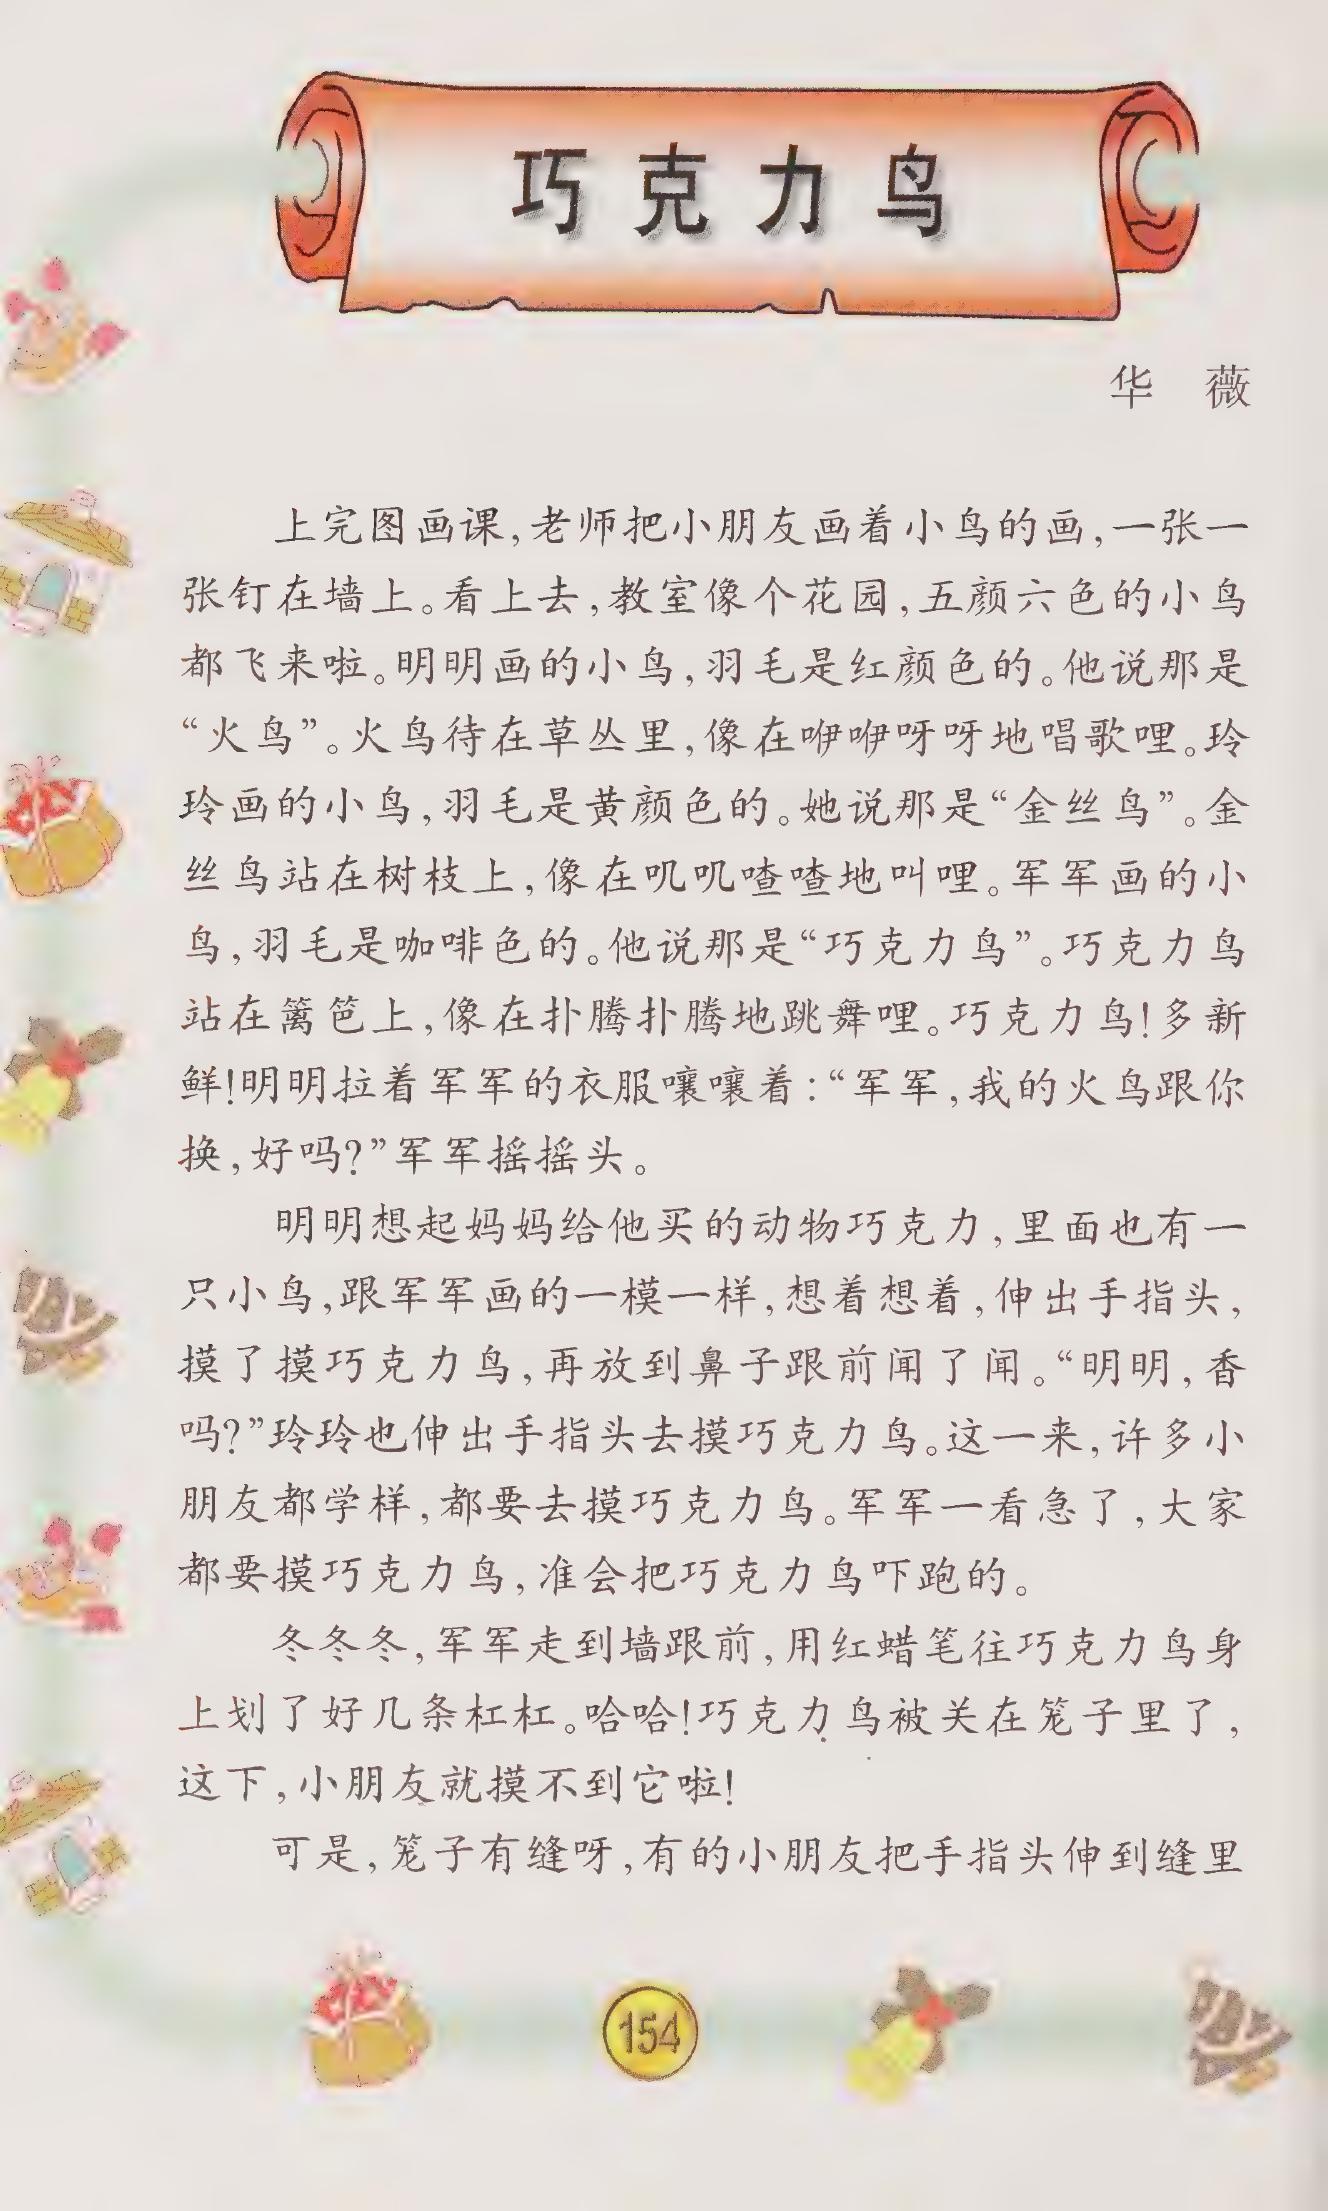 巧克力鸟
华 薇
上完图画课,老师把小朋友画着小鸟的画,一张一
张钉在墙上。看上去,教室像个花园,五颜六色的小鸟
都飞来啦。明明画的小鸟,羽毛是红颜色的。他说那是
“火鸟”。火鸟待在草丛里,像在咿咿呀呀地唱歌哩。玲
玲画的小鸟,羽毛是黄颜色的。她说那是“金丝鸟”。金
丝鸟站在树枝上,像在叽叽喳喳地叫哩。军军画的小
鸟,羽毛是咖啡色的。他说那是“巧克力鸟”。巧克力鸟
站在篱笆上,像在扑腾扑腾地跳舞哩。巧克力鸟!多新
鲜!明明拉着军军的衣服嚷嚷着:“军军,我的火鸟跟你
换,好吗?”军军摇摇头。
明明想起妈妈给他买的动物巧克力,里面也有一
只小鸟,跟军军画的一模一样,想着想着,伸出手指头,
摸了摸巧克力鸟,再放到鼻子跟前闻了闻。“明明,香
吗?”玲玲也伸出手指头去摸巧克力鸟。这一来,许多小
朋友都学样,都要去摸巧克力鸟。军军一看急了,大家
都要摸巧克力鸟,准会把巧克力鸟吓跑的。
冬冬冬,军军走到墙跟前,用红蜡笔往巧克力鸟身
上划了好几条杠杠。哈哈!巧克力鸟被关在笼子里了,
这下,小朋友就摸不到它啦!
可是,笼子有缝呀,有的小朋友把手指头伸到缝里
154